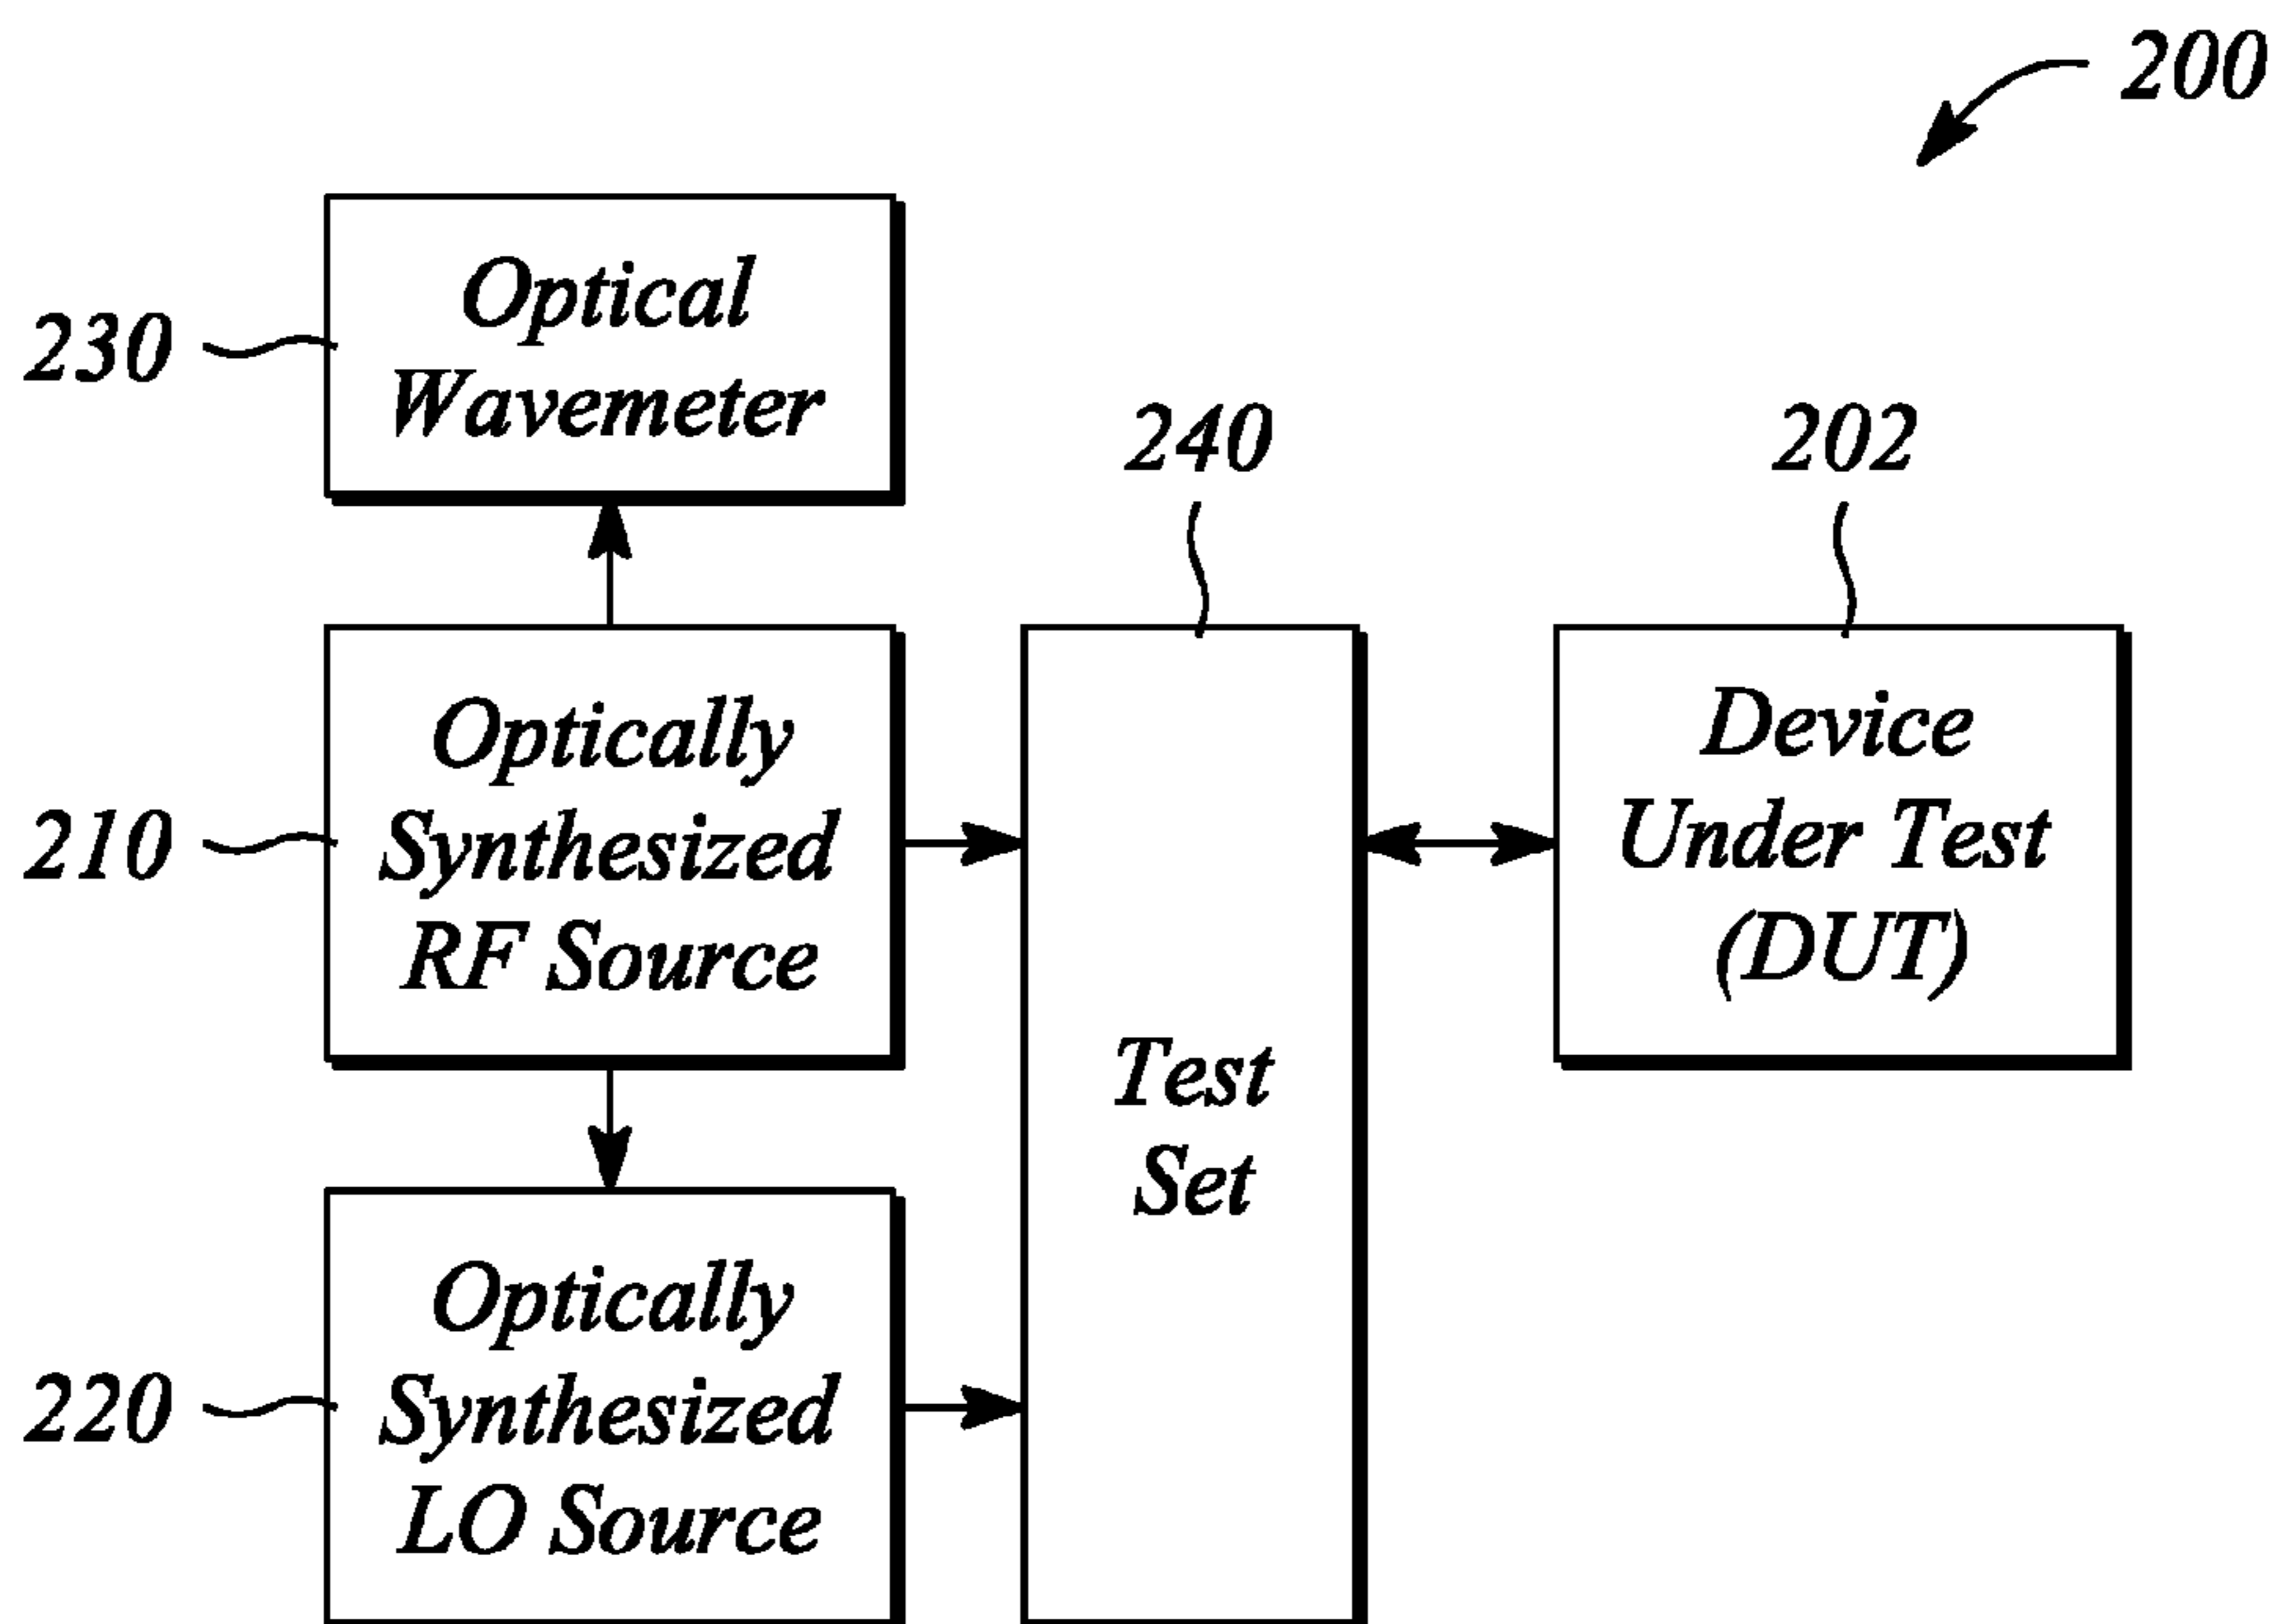 200
230
Optical
Wavemeter
240
202
210
Optically
Synthesized
RF Source
Device
Under Test
(DUT)
Test
Set
220
Optically
Synthesized
LO Source